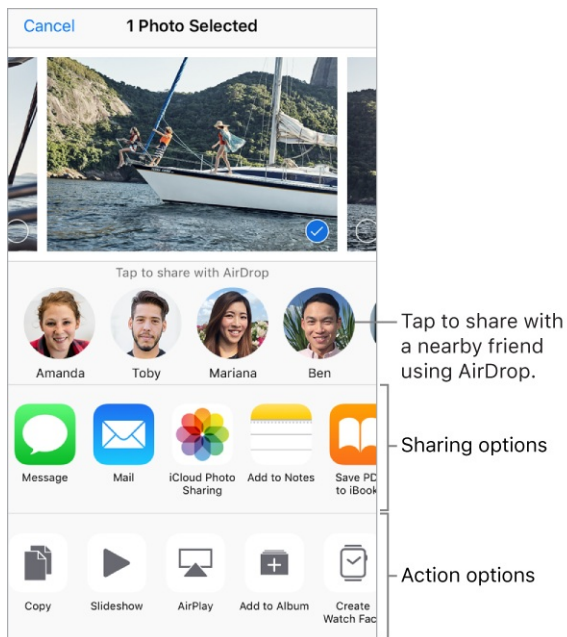 Cancel 1 Photo Selected
Tap to share with AirDrop
Amanda Toby Mariana Ben
Tap to share with
a nearby friend
using AirDrop.
Message Mail iCloud Photo Sharing Add to Notes Save PD to iBook
Sharing options
Copy Slideshow AirPlay Add to Album Create Watch Fac
Action options